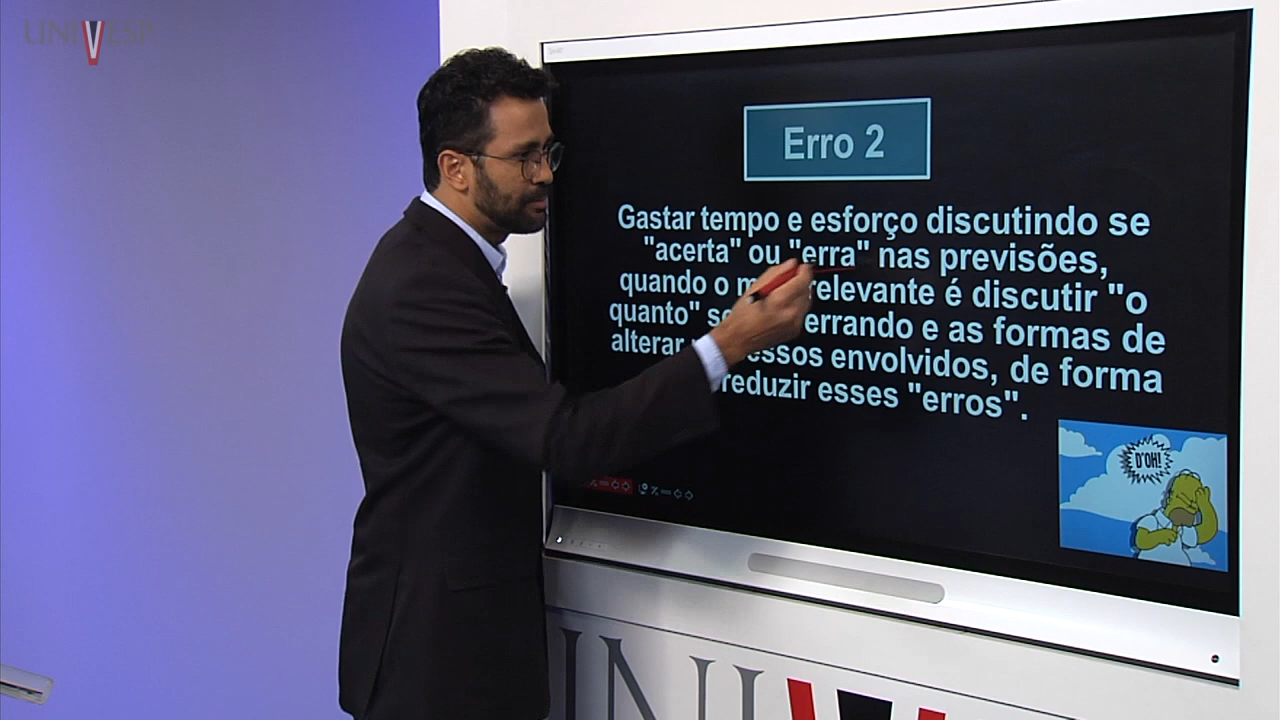 UNIVESP
Erro 2
Gastar tempo e esforço discutindo se
"acerta" ou "erra" nas previsões,
quando o relevante é discutir "o
quanto" errando e as formas de
alterar envolvidos, de forma
reduzir esses "erros".
D'OH!